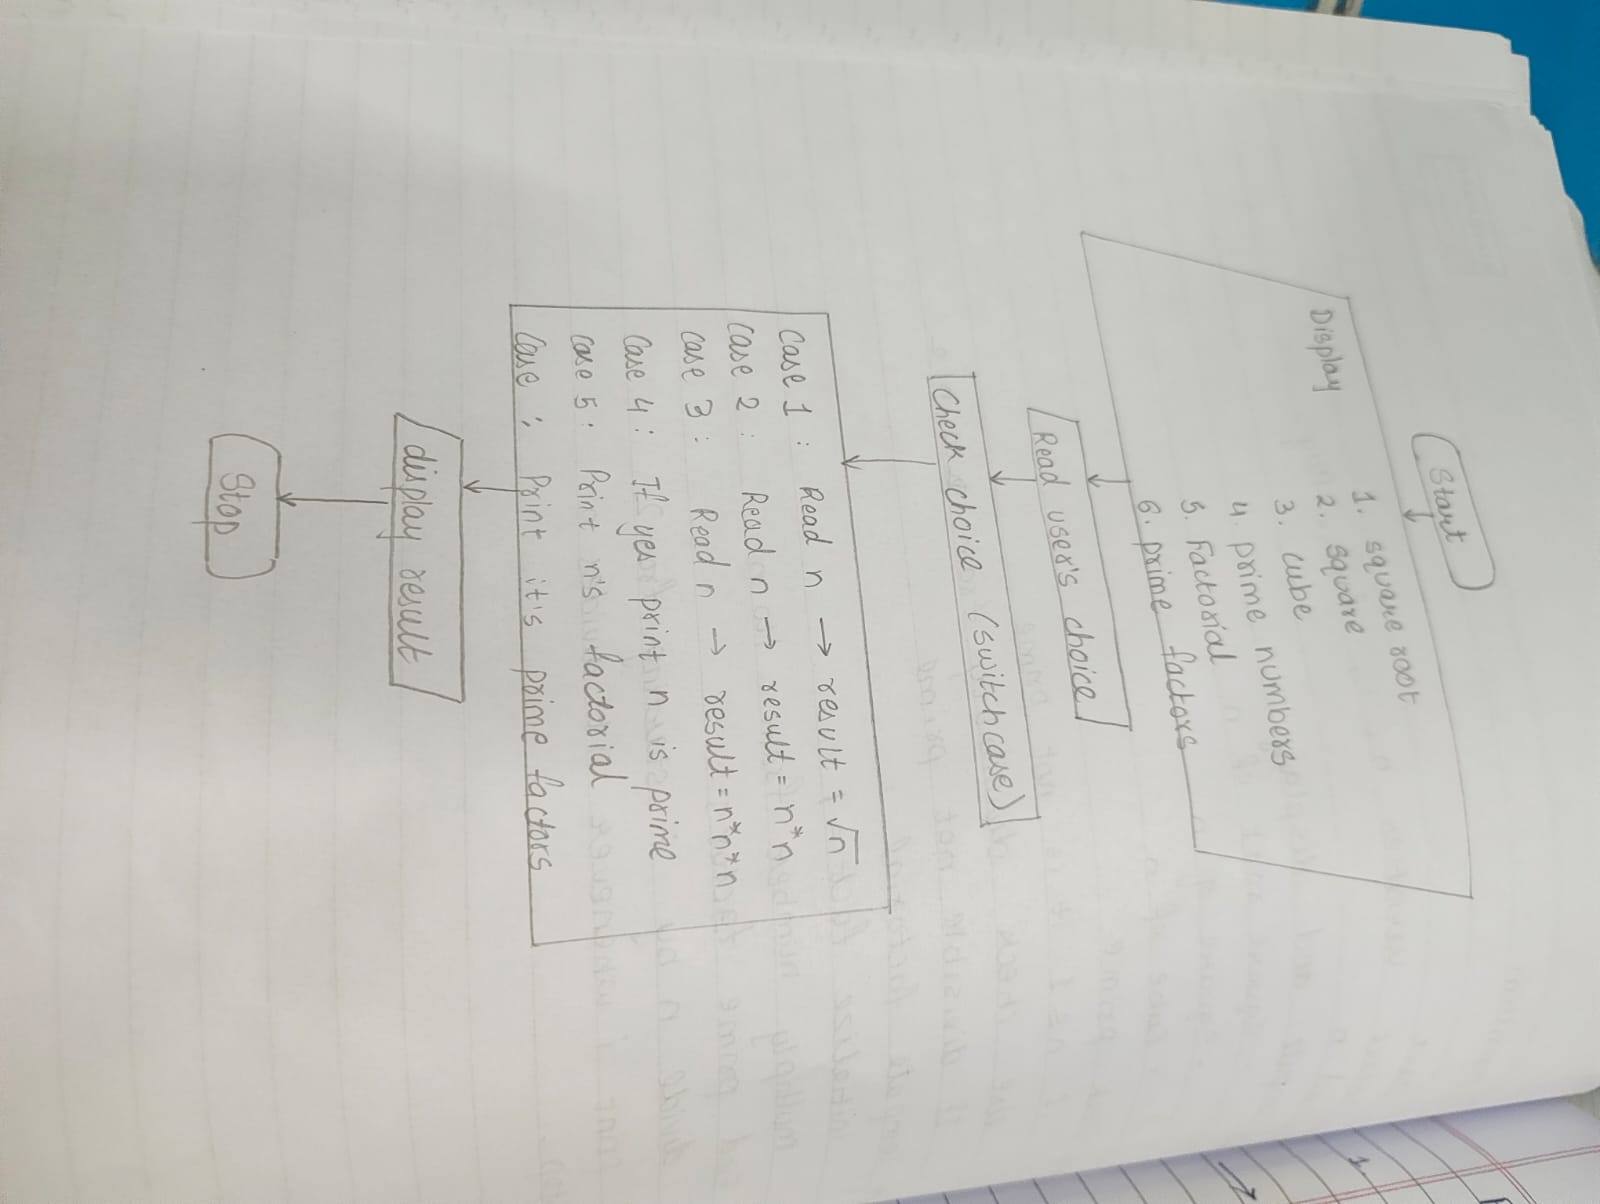 Start
Display
1. square root
2. square
3. cube
4. prime numbers
5. Factorial
6. prime factors
Read user's choice
Check choice (switch case)
Case 1 : Read n → result = √n
Case 2 : Read n → result = n*n
Case 3 : Read n → result = n*n*n
Case 4 : If yes print n is prime
case 5 : Print n's factorial
Case : Print it's prime factors
display result
Stop